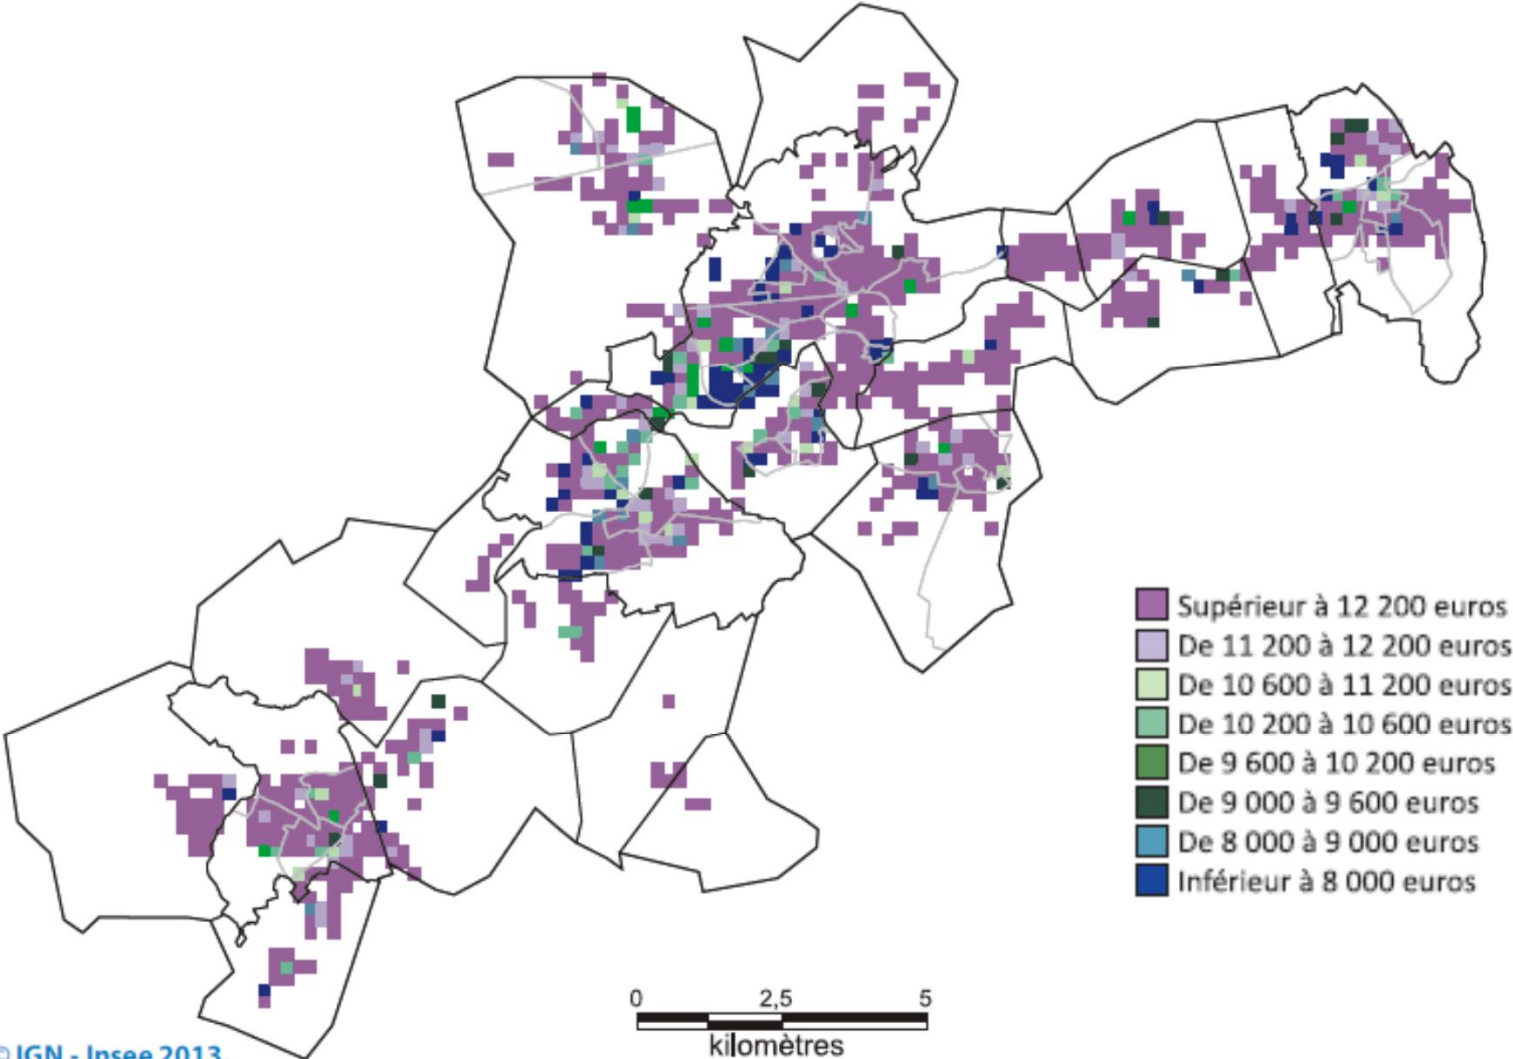 Supérieur à 12 200 euros
De 11 200 à 12 200 euros
De 10 600 à 11 200 euros
De 10 200 à 10 600 euros
De 9 600 à 10 200 euros
De 9 000 à 9 600 euros
De 8 000 à 9 000 euros
Inférieur à 8 000 euros
0 2,5 5
kilomètres
© IGN - Insee 2013